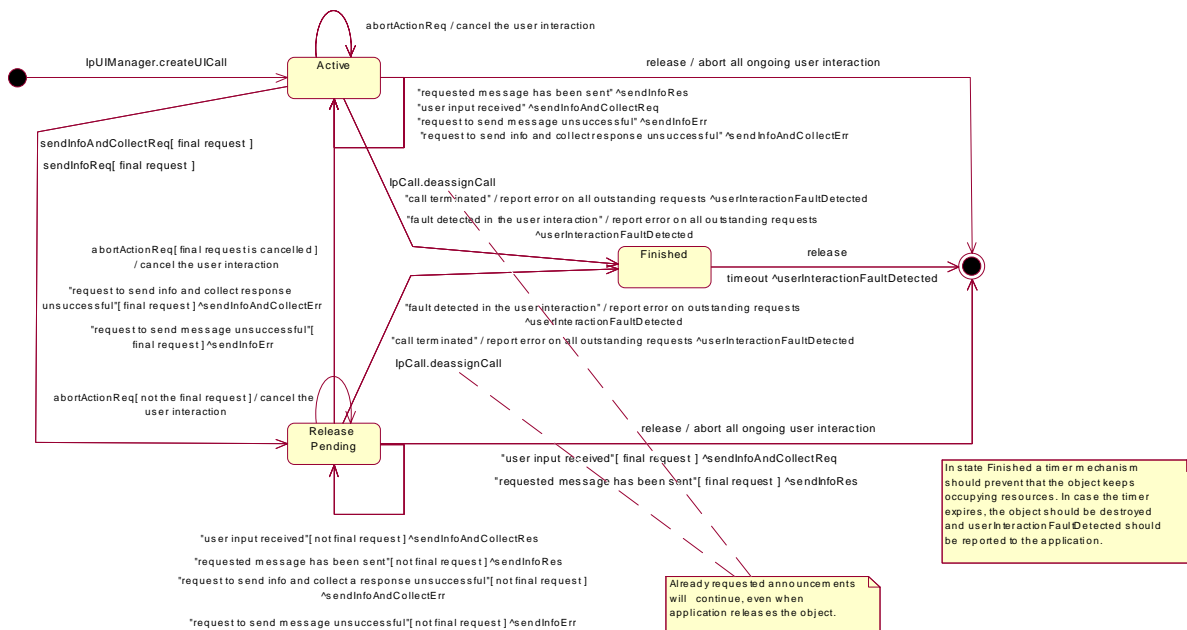 abortActionReq / cancel the user interaction
IpUIManager.createUICall
Active
release / abort all ongoing user interaction
"requested message has been sent" ^sendInfoRes
"user input received" ^sendInfoAndCollectReq
"request to send message unsuccessful" ^sendInfoErr
"request to send info and collect response unsuccessful" ^sendInfoAndCollectErr
sendInfoAndCollectReq[ final request ]
sendInfoReq[ final request ]
IpCall.deassignCall
"call terminated" / report error on all outstanding requests ^userInteractionFaultDetected
"fault detected in the user interaction" / report error on all outstanding requests
^userInteractionFaultDetected
abortActionReq[ final request is cancelled ]
/ cancel the user interaction
Finished
release
timeout ^userInteractionFaultDetected
"request to send info and collect response
unsuccessful"[ final request ] ^sendInfoAndCollectErr
"request to send message unsuccessful"[
final request ] ^sendInfoErr
"fault detected in the user interaction" / report error on outstanding requests
^userInteractionFaultDetected
"call terminated" / report error on all outstanding requests ^userInteractionFaultDetected
IpCall.deassignCall
abortActionReq[ not the final request ] / cancel the
user interaction
Release
Pending
release / abort all ongoing user interaction
"user input received"[ final request ] ^sendInfoAndCollectReq
"requested message has been sent"[ final request ] ^sendInfoRes
In state Finished a timer mechanism
should prevent that the object keeps
occupying resources. In case the timer
expires, the object should be destroyed
and userInteractionFaultDetected should
be reported to the application.
"user input received"[ not final request ] ^sendInfoAndCollectRes
"requested message has been sent"[ not final request ] ^sendInfoRes
"request to send info and collect a response unsuccessful"[ not final request ]
^sendInfoAndCollectErr
"request to send message unsuccessful"[ not final request ] ^sendInfoErr
Already requested announcements
will continue, even when
application releases the object.